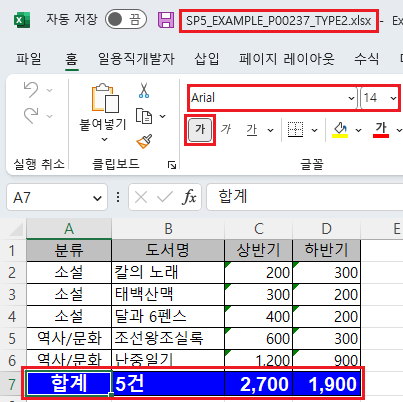 자동 저장 끔 SP5_EXAMPLE_P00237_TYPE2.xlsx - Ex
파일 홈 일용직개발자 삽입 페이지 레이아웃 수식
붙여넣기
Arial 14
가 가 가 가
실행 취소 클립보드 글꼴
A7 fx 합계
A B C D E
1 분류 도서명 상반기 하반기
2 소설 칼의 노래 200 300
3 소설 태백산맥 300 200
4 소설 달과 6펜스 400 200
5 역사/문화 조선왕조실록 600 300
6 역사/문화 난중일기 1,200 900
7 합계 5건 2,700 1,900